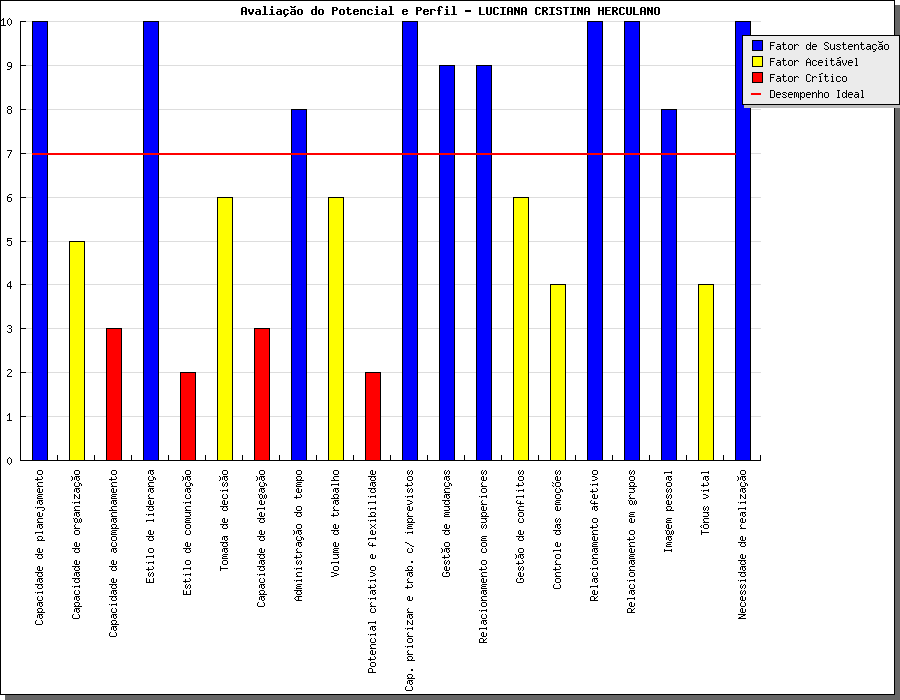 Avaliação do Potencial e Perfil - LUCIANA CRISTINA HERCULANO
Fator de Sustentação
Fator Aceitável
Fator Crítico
Desempenho Ideal
10
9
8
7
6
5
4
3
2
1
0
Capacidade de planejamento
Capacidade de organização
Capacidade de acompanhamento
Estilo de liderança
Estilo de comunicação
Tomada de decisão
Capacidade de delegação
Administração do tempo
Volume de trabalho
Potencial criativo e flexibilidade
Cap. priorizar e trab. c/ imprevistos
Gestão de mudanças
Relacionamento com superiores
Gestão de conflitos
Controle das emoções
Relacionamento afetivo
Relacionamento em grupos
Imagem pessoal
Tônus vital
Necessidade de realização